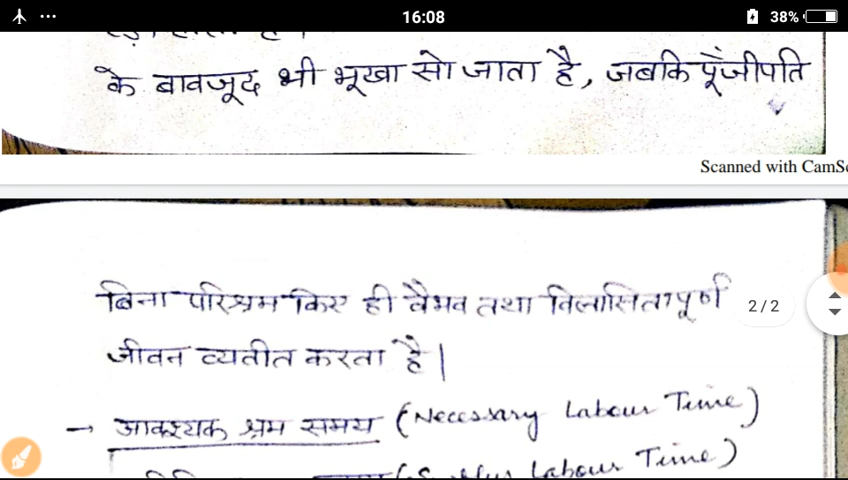 16:08
38%
के बावजूद भी भूखा सो जाता है, जबकि पूँजीपति
Scanned with CamS
बिना परिश्रम किए ही वैभव तथा विलासितापूर्ण
2/2
जीवन व्यतीत करता है|
→ आवश्यक श्रम समय (Necessary Labour Time)
Labour Time)